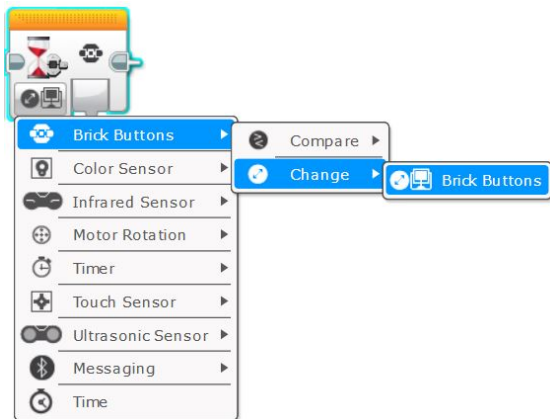 Brick Buttons
Compare
Color Sensor
Change
Brick Buttons
Infrared Sensor
Motor Rotation
Timer
Touch Sensor
Ultrasonic Sensor
Messaging
Time